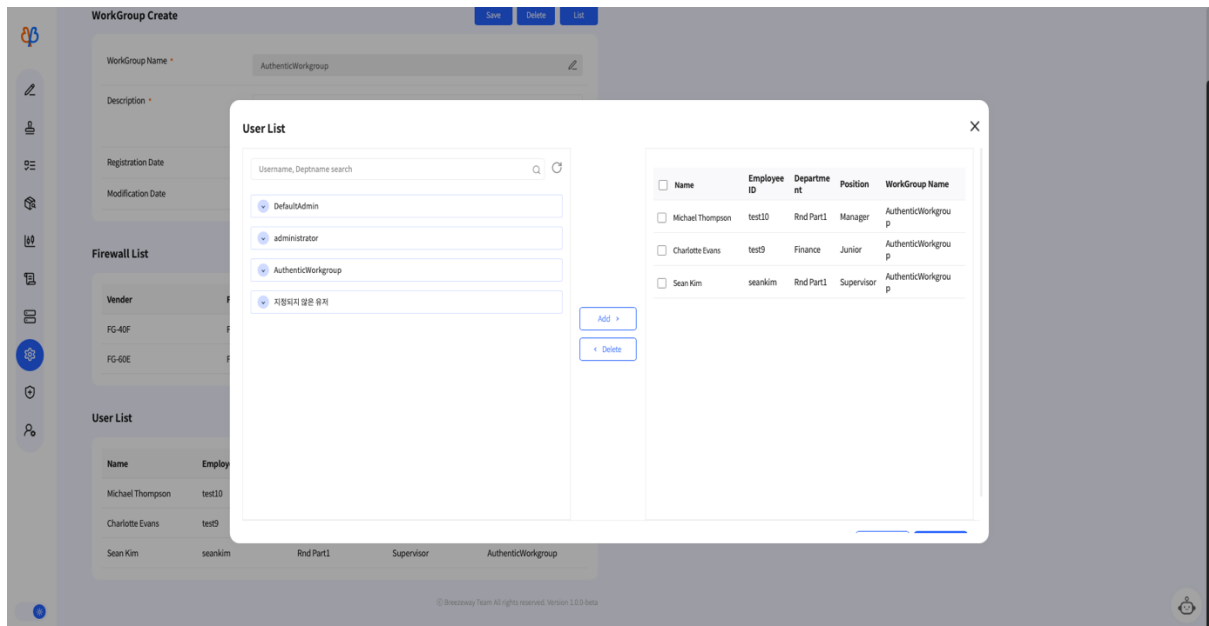 WorkGroup Create
Save Delete List
WorkGroup Name *
AuthenticWorkgroup
Description *
Registration Date
Modification Date
Firewall List
Vender F
FG-40F F
FG-60E F
User List
Name Employ
Michael Thompson test10
Charlotte Evans test9
Sean Kim seankim Rnd Part1 Supervisor AuthenticWorkgroup
ⓒ Breezeway Team All rights reserved. Version 1.0.0-beta
User List
Username, Deptname search
DefaultAdmin
administrator
AuthenticWorkgroup
지정되지 않은 유저
Add >
< Delete
Name Employee ID Departme WorkGroup Name
nt Position
Michael Thompson test10 Rnd Part1 Manager AuthenticWorkgrou
p
Charlotte Evans test9 Finance Junior AuthenticWorkgrou
p
Sean Kim seankim Rnd Part1 Supervisor AuthenticWorkgrou
p